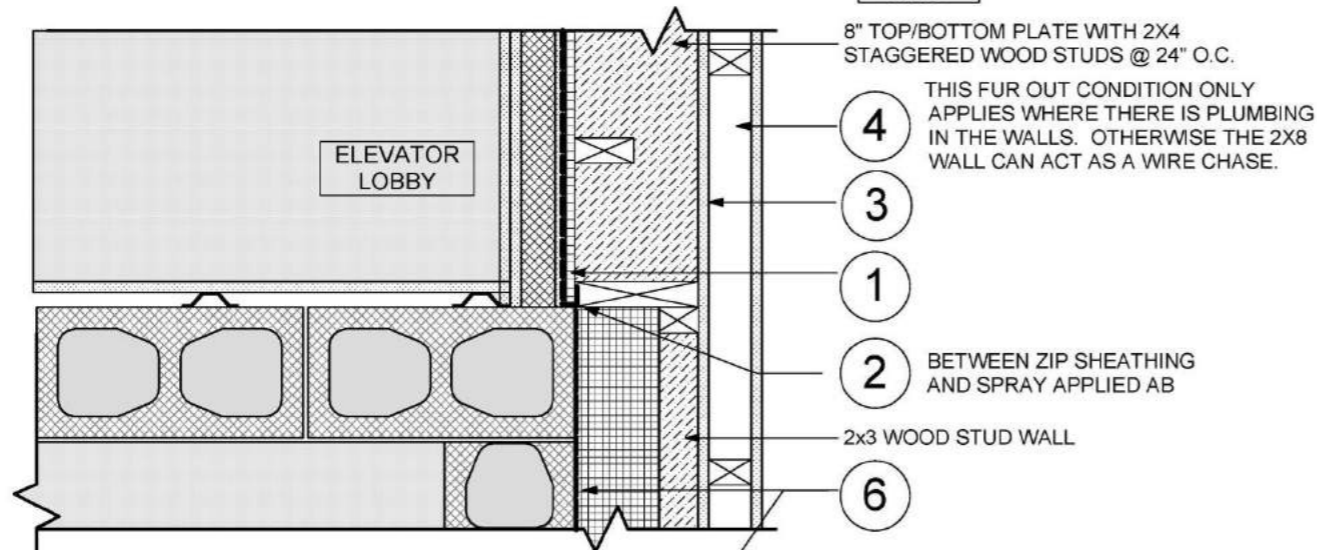 8" TOP/BOTTOM PLATE WITH 2X4
STAGGERED WOOD STUDS @ 24" O.C.
THIS FUR OUT CONDITION ONLY
APPLIES WHERE THERE IS PLUMBING
IN THE WALLS. OTHERWISE THE 2X8
WALL CAN ACT AS A WIRE CHASE.
4
ELEVATOR
LOBBY
3
1
2
BETWEEN ZIP SHEATHING
AND SPRAY APPLIED AB
2x3 WOOD STUD WALL
6